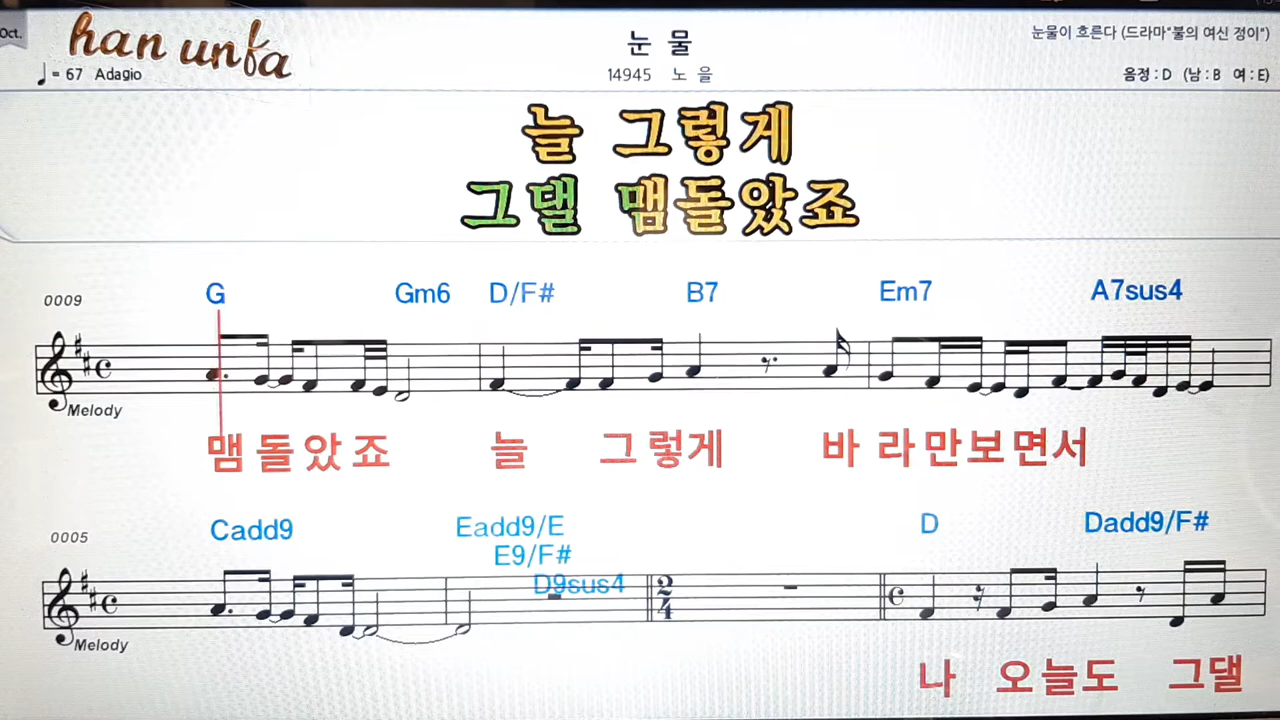 Oct.
han unfa
눈 물
눈물이 흐른다 (드라마"불의 여신 정이")
= 67 Adagio
14945 노 을
음정 : D (남 : B 여 : E)
늘 그렇게
그댈 맴돌았죠
0009
G Gm6 D/F# B7 Em7 A7sus4
Melody
맴돌았죠 늘 그렇게 바라만보면서
0005
Cadd9 Eadd9/E D Dadd9/F#
E9/F#
D9sus4
2
4
Melody
나 오늘도 그댈